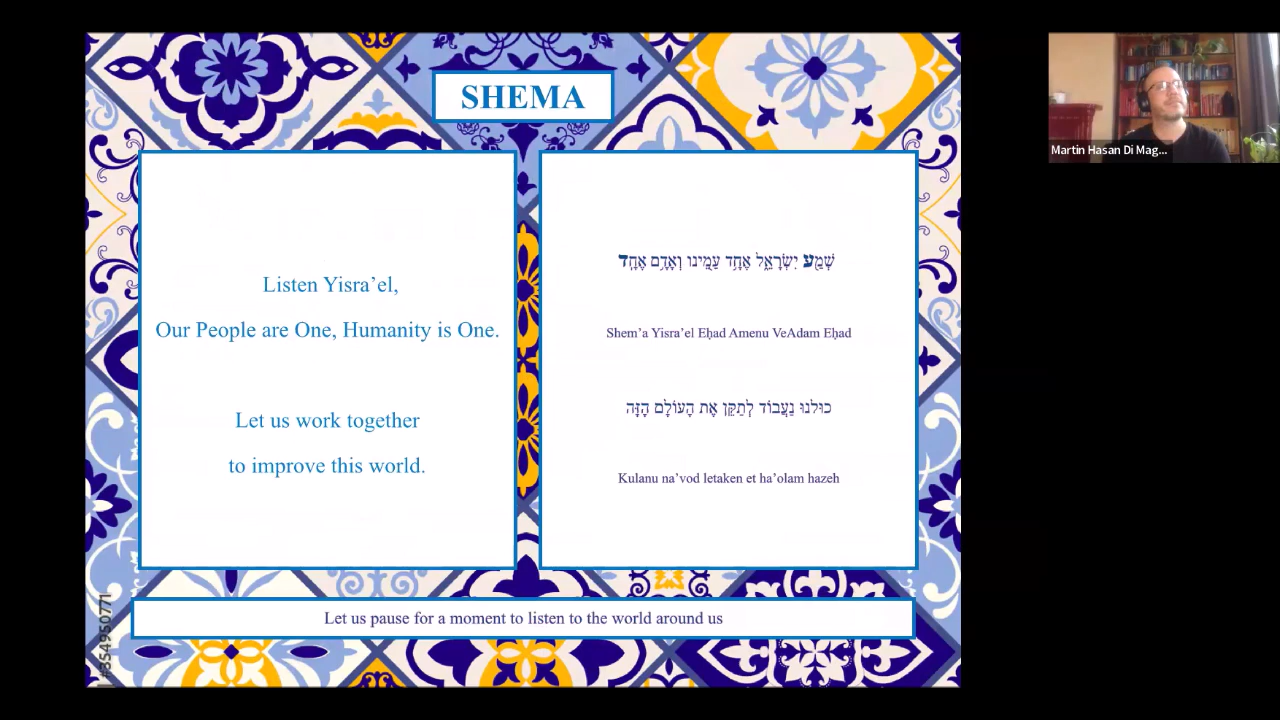 SHEMA
Listen Yisra’el,
Our People are One, Humanity is One.
Let us work together
to improve this world.
שְׁמַ֖ע יִשְׂרָאֵ֑ל אֶחָ֥ד עַמֵּ֖ינוּ וְאָדָ֥ם אֶחָֽד
Shem’a Yisra’el Eḥad Amenu VeAdam Eḥad
כּוּלנוּ נַעֲבוֹד לְתַקֵּן אֶת הָעוֹלָם הַזֶּה
Kulanu na’vod letaken et ha’olam hazeh
Let us pause for a moment to listen to the world around us
#354950771
Martin Hasan Di Mag...